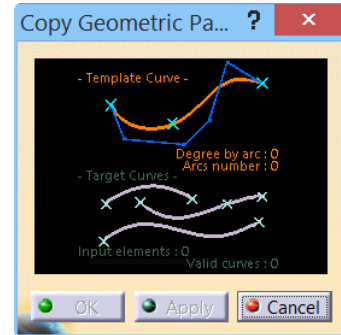 Copy Geometric Pa... ? ×
- Template Curve -
Degree by arc : 0
Arcs number : 0
- Target Curves -
Input elements : 0
Valid curves : 0
OK Apply Cancel